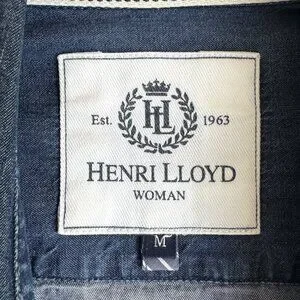 HL
Est. 1963
HENRI LLOYD
WOMAN
M